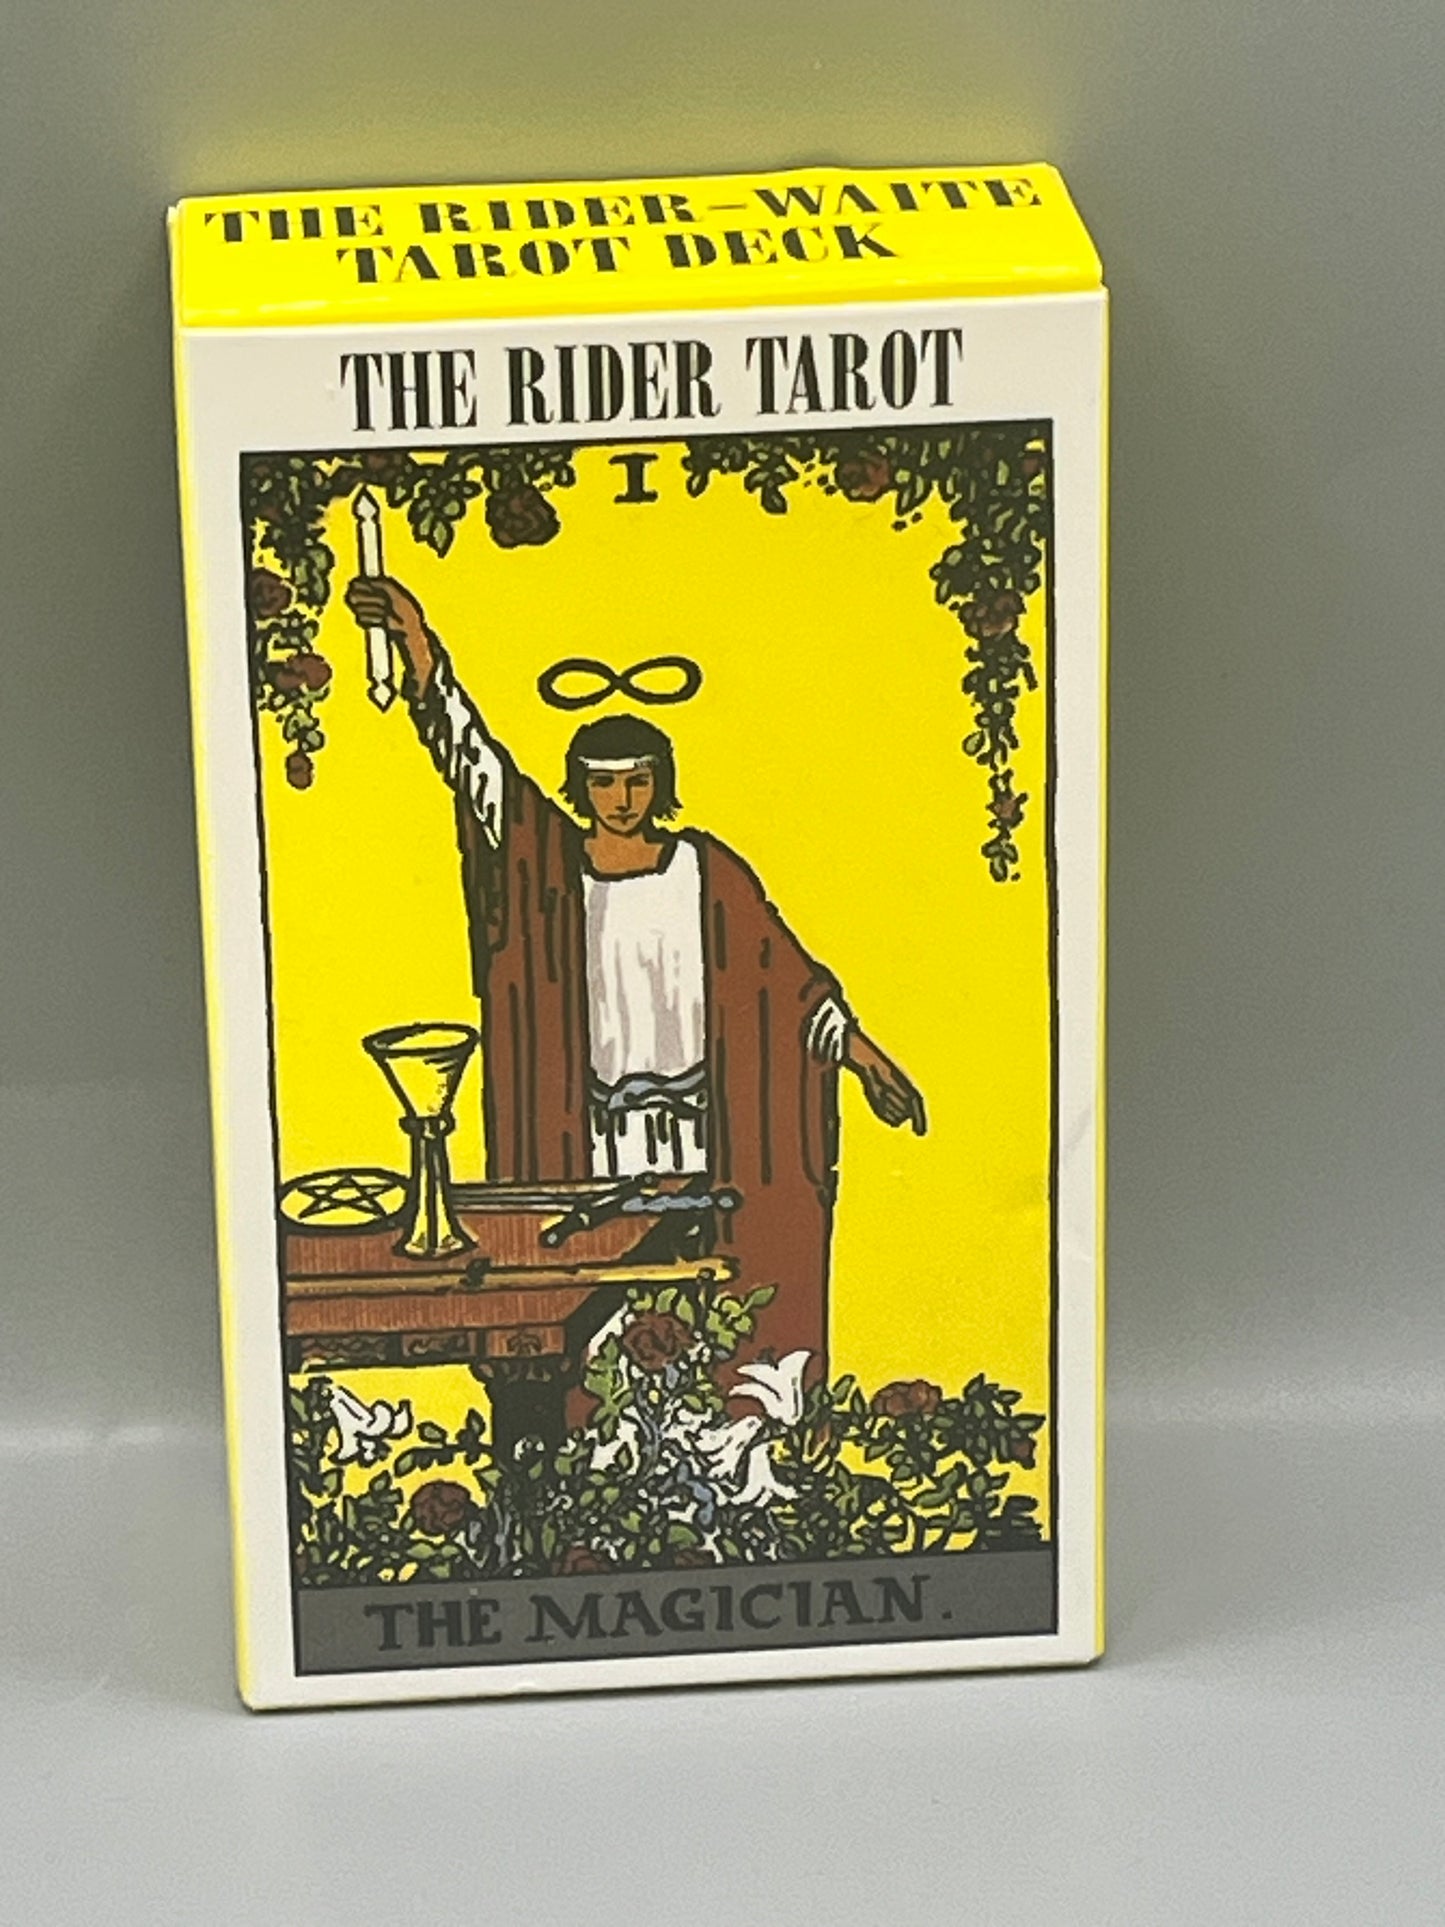 THE RIDER-WAITE
TAROT DECK
THE RIDER TAROT
I
THE MAGICIAN.